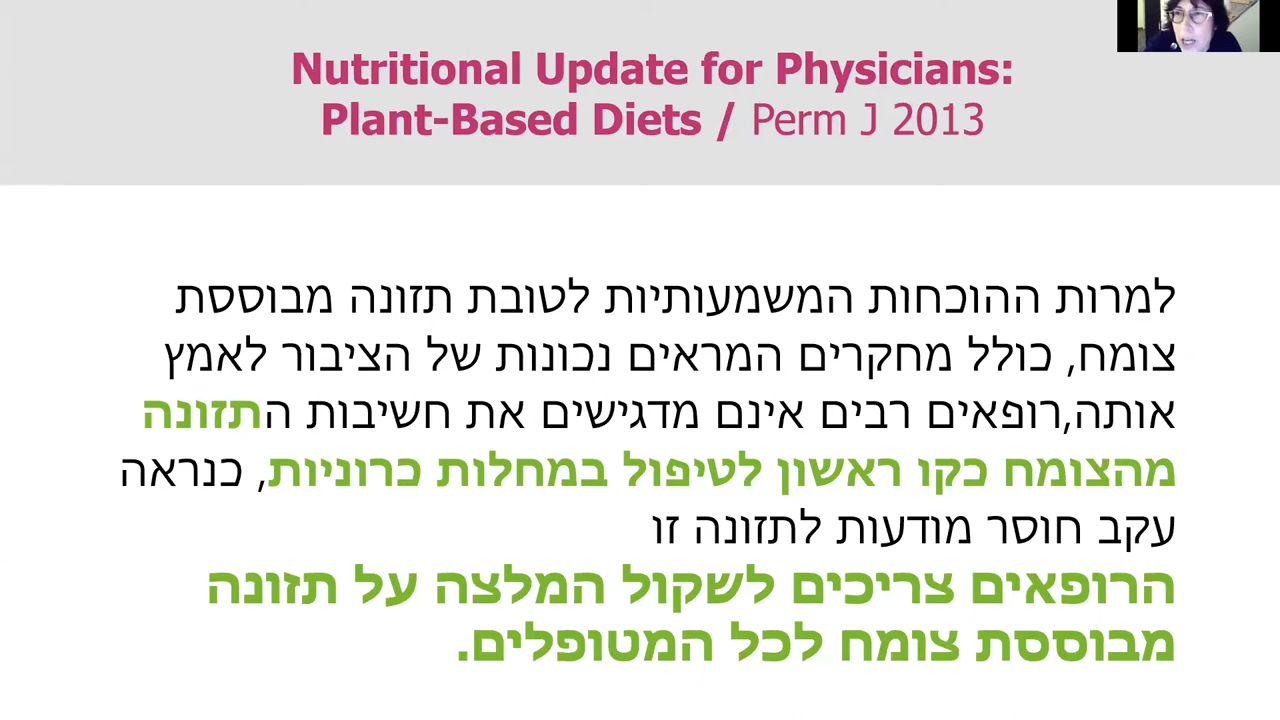 Nutritional Update for Physicians:
Plant-Based Diets / Perm J 2013
למרות ההוכחות המשמעותיות לטובת תזונה מבוססת
צומח, כולל מחקרים המראים נכונות של הציבור לאמץ
אותה,רופאים רבים אינם מדגישים את חשיבות התזונה
מהצומח כקו ראשון לטיפול במחלות כרוניות, כנראה
עקב חוסר מודעות לתזונה זו
הרופאים צריכים לשקול המלצה על תזונה
מבוססת צומח לכל המטופלים.